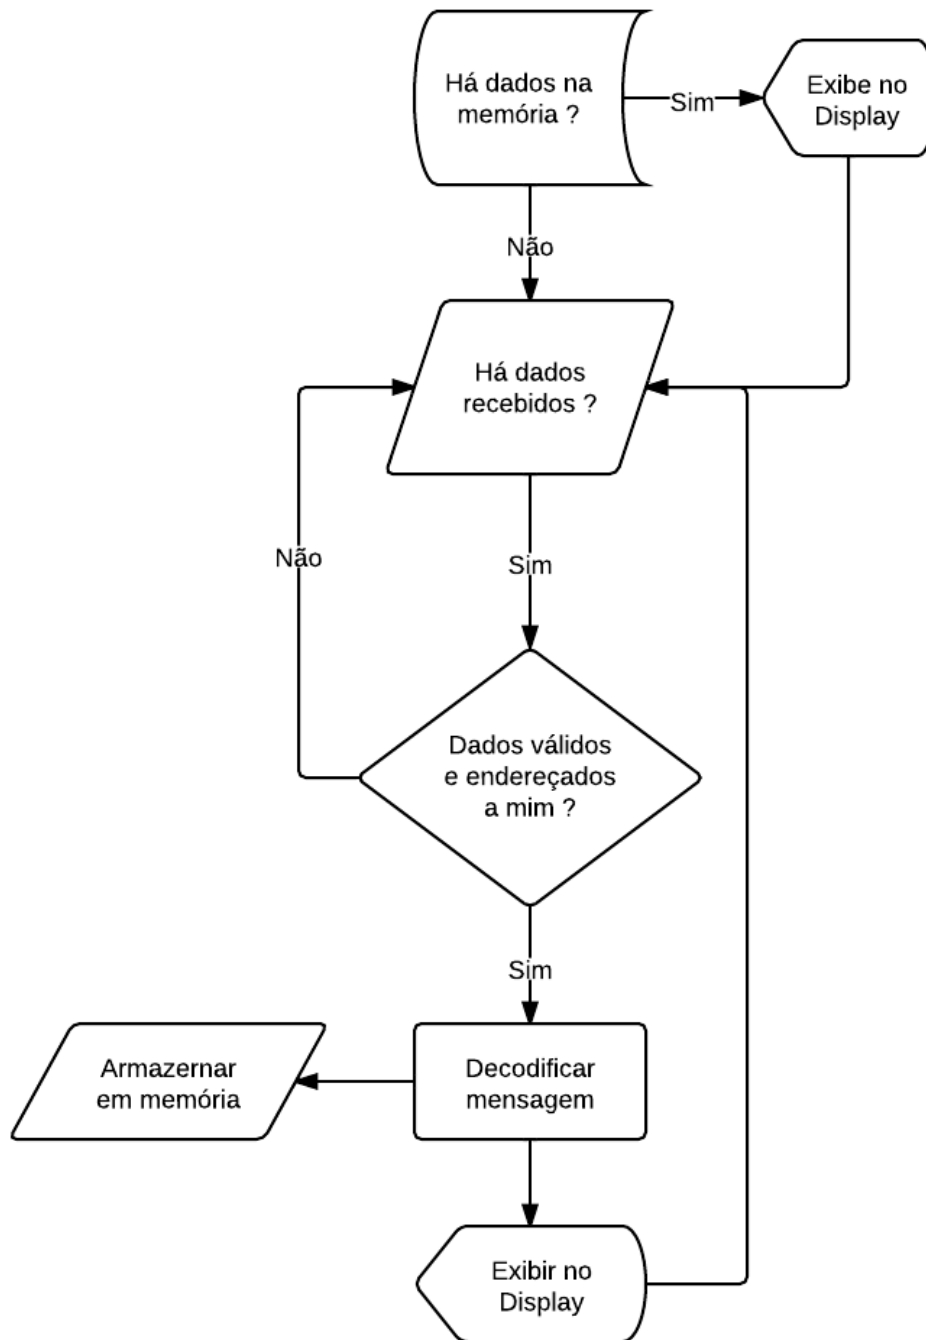 Há dados na
memória ?
Sim
Exibe no
Display
Não
Há dados
recebidos ?
Não
Sim
Dados válidos
e endereçados
a mim ?
Sim
Armazernar
em memória
Decodificar
mensagem
Exibir no
Display